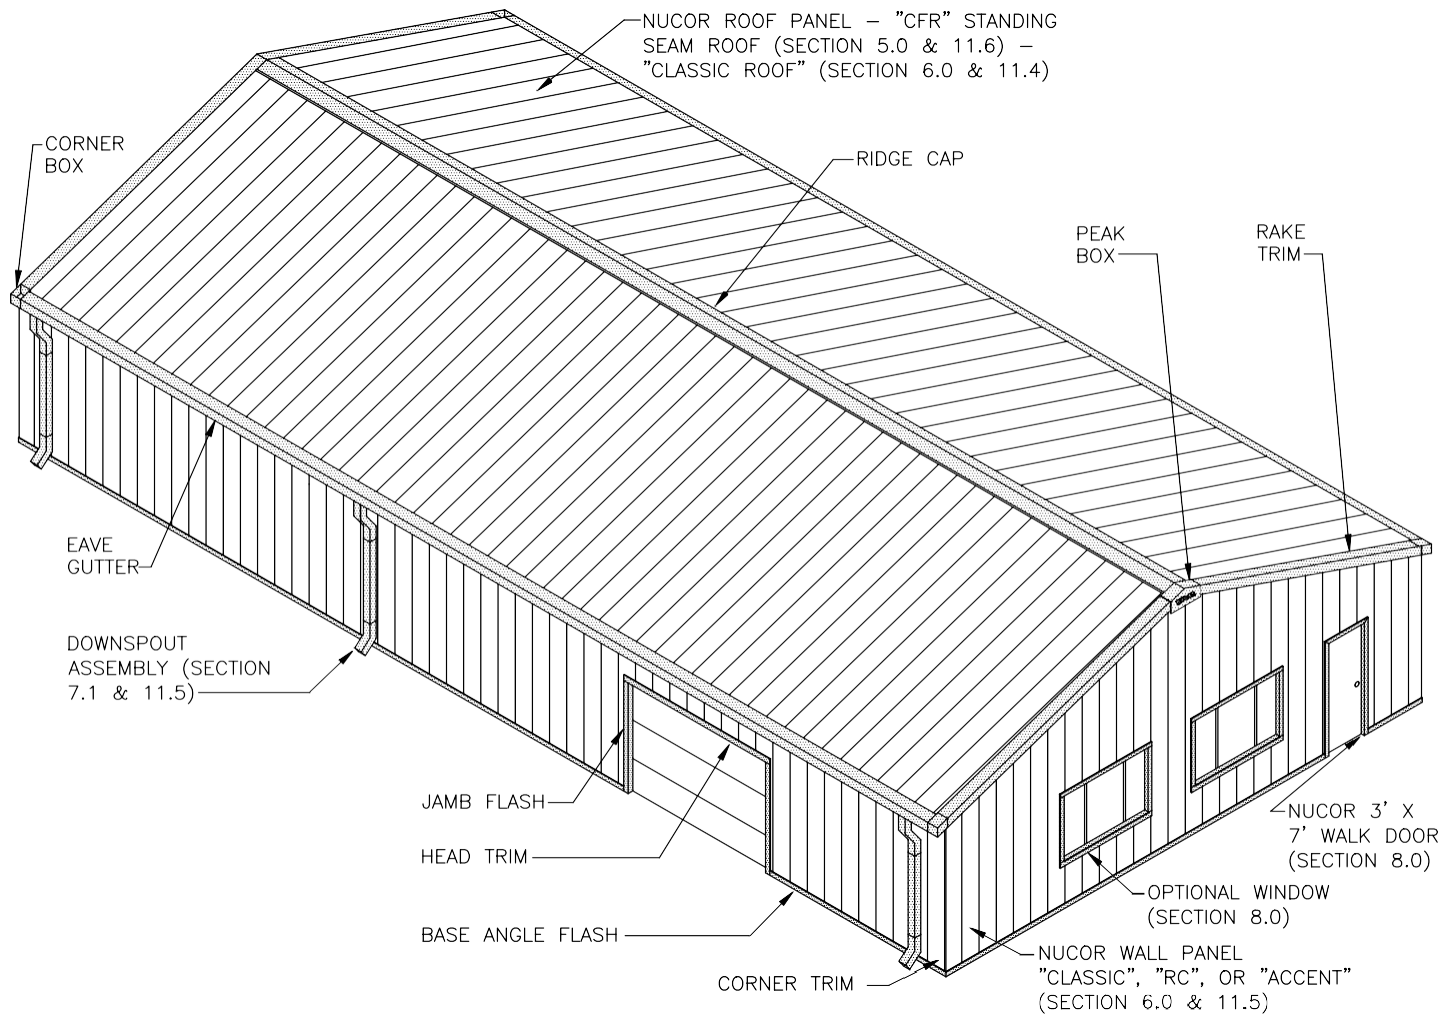 NUCOR ROOF PANEL – "CFR" STANDING
SEAM ROOF (SECTION 5.0 & 11.6) –
"CLASSIC ROOF" (SECTION 6.0 & 11.4)
CORNER
BOX
RIDGE CAP
PEAK
BOX
RAKE
TRIM
EAVE
GUTTER
DOWNSPOUT
ASSEMBLY (SECTION
7.1 & 11.5)
JAMB FLASH
HEAD TRIM
BASE ANGLE FLASH
CORNER TRIM
NUCOR 3' X
7' WALK DOOR
(SECTION 8.0)
OPTIONAL WINDOW
(SECTION 8.0)
NUCOR WALL PANEL
"CLASSIC", "RC", OR "ACCENT"
(SECTION 6.0 & 11.5)